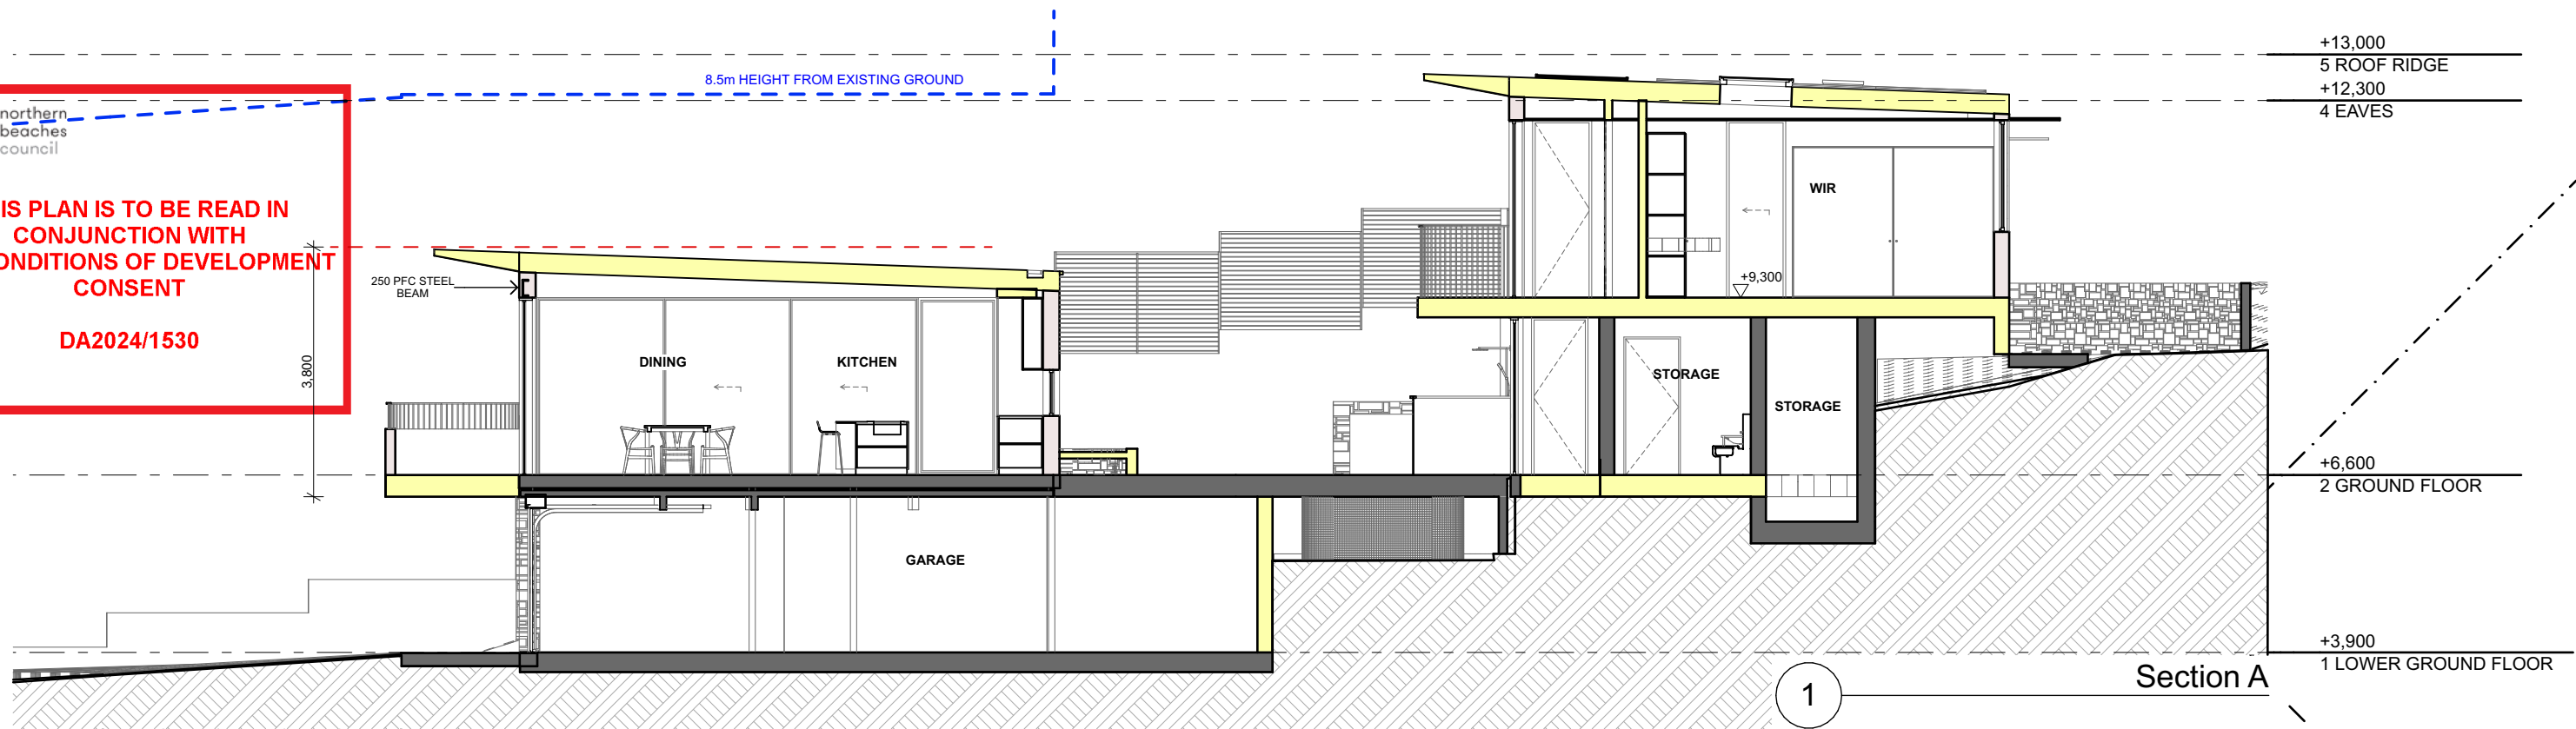 +13,000
5 ROOF RIDGE
8.5m HEIGHT FROM EXISTING GROUND
+12,300
4 EAVES
northern
beaches
council
IS PLAN IS TO BE READ IN
CONJUNCTION WITH
ONDITIONS OF DEVELOPMENT
CONSENT
DA2024/1530
WIR
+9,300
250 PFC STEEL
BEAM
3,800
DINING
KITCHEN
STORAGE
STORAGE
+6,600
2 GROUND FLOOR
GARAGE
+3,900
1 LOWER GROUND FLOOR
1
Section A